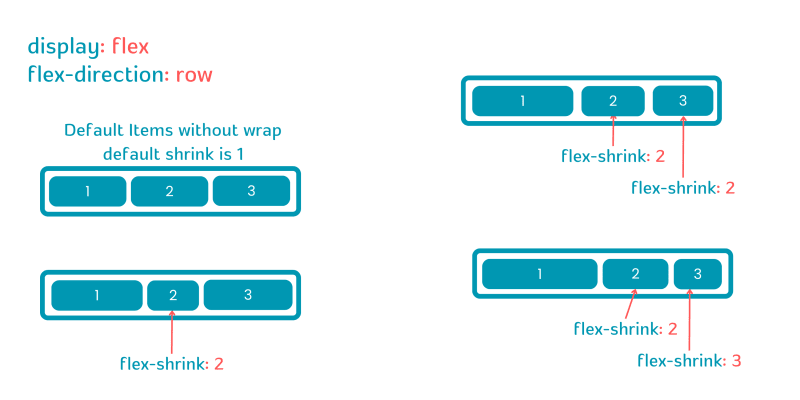 display: flex
flex-direction: row
Default Items without wrap
default shrink is 1
1 2 3
1 2 3
flex-shrink: 2
1 2 3
flex-shrink: 2
flex-shrink: 2
1 2 3
flex-shrink: 2
flex-shrink: 3